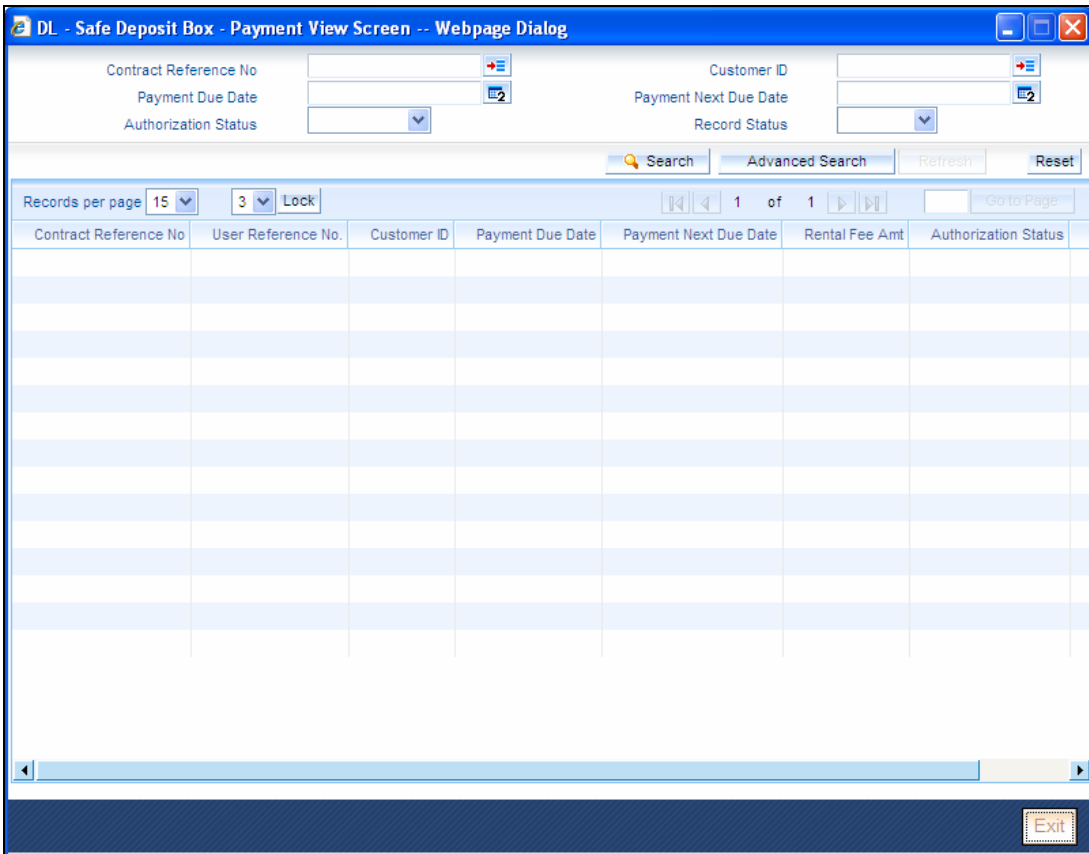 DL - Safe Deposit Box - Payment View Screen -- Webpage Dialog
Contract Reference No Customer ID
Payment Due Date 2 Payment Next Due Date 2
Authorization Status Record Status
Search Advanced Search Refresh Reset
Records per page 15 3 Lock 1 of 1 Go to Page
Contract Reference No User Reference No. Customer ID Payment Due Date Payment Next Due Date Rental Fee Amt Authorization Status
Exit